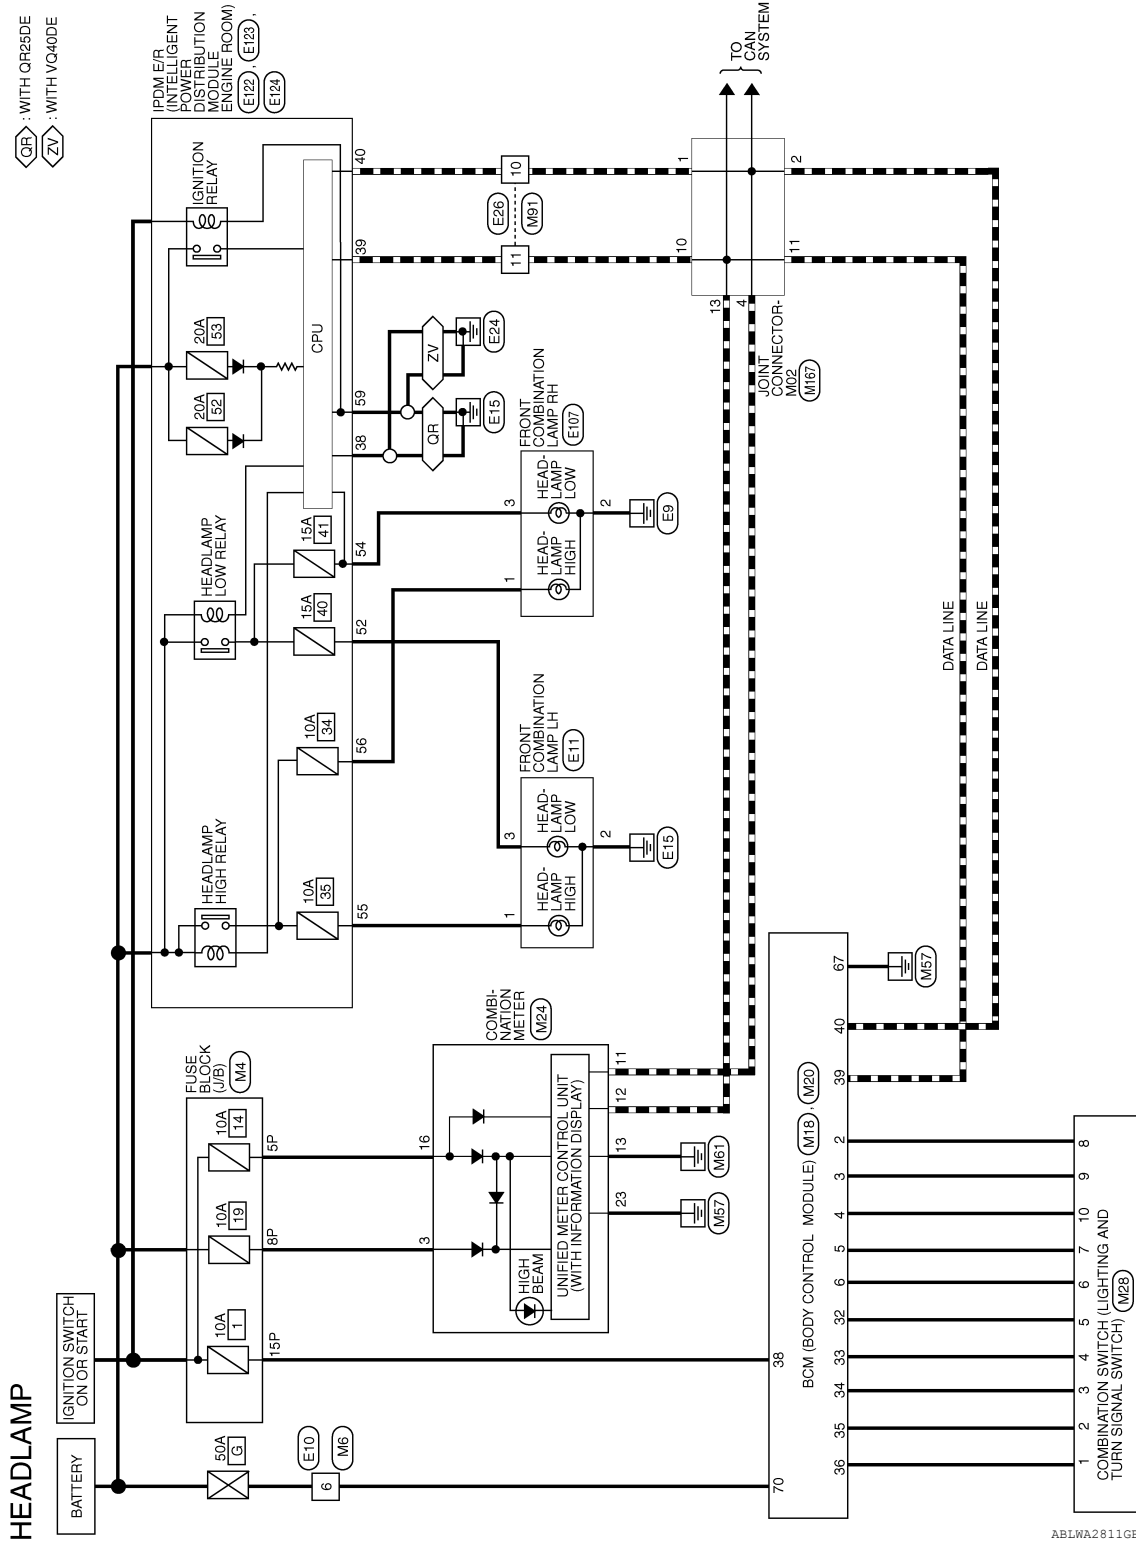 HEADLAMP
QR : WITH QR25DE
ZV : WITH VQ40DE
BATTERY
IGNITION SWITCH
ON OR START
50A
G
E10
6
M6
70
FUSE
BLOCK
(J/B)
M4
10A
1
15P
38
10A
19
8P
3
10A
14
5P
16
COMBI-
NATION
METER
M24
HIGH
BEAM
UNIFIED METER CONTROL UNIT
(WITH INFORMATION DISPLAY)
23
M57
13
M61
12
11
IPDM E/R
(INTELLIGENT
POWER
DISTRIBUTION
MODULE
ENGINE ROOM)
E122 , E123 ,
E124
HEADLAMP
HIGH RELAY
10A
35
55
10A
34
56
HEADLAMP
LOW RELAY
15A
40
52
15A
41
54
20A
52
20A
53
IGNITION
RELAY
CPU
38
59
39
40
QR
E15
ZV
E24
FRONT
COMBINATION
LAMP LH
E11
1
3
HEAD-
LAMP
HIGH
HEAD-
LAMP
LOW
2
E15
FRONT
COMBINATION
LAMP RH
E107
1
3
HEAD-
LAMP
HIGH
HEAD-
LAMP
LOW
2
E9
11
10
E26
M91
13
4
10
1
11
2
JOINT
CONNECTOR-
M02
M167
TO
CAN
SYSTEM
DATA LINE
DATA LINE
BCM (BODY CONTROL MODULE) M18 , M20
36
35
34
33
32
6
5
4
3
2
39
40
67
M57
1
2
3
4
5
6
7
10
9
8
COMBINATION SWITCH (LIGHTING AND
TURN SIGNAL SWITCH) M28